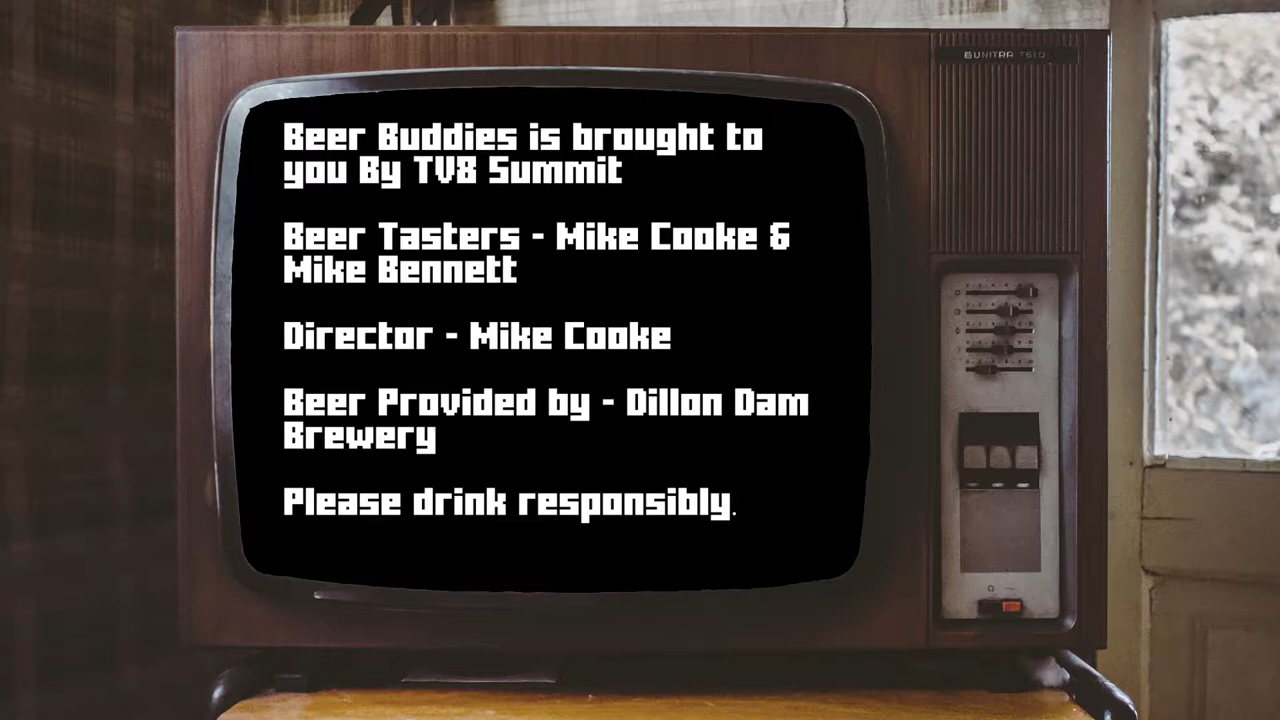 UNITRA
Beer Buddies is brought to
you By TV8 Summit
Beer Tasters - Mike Cooke &
Mike Bennett
Director - Mike Cooke
Beer Provided by - Dillon Dam
Brewery
Please drink responsibly.